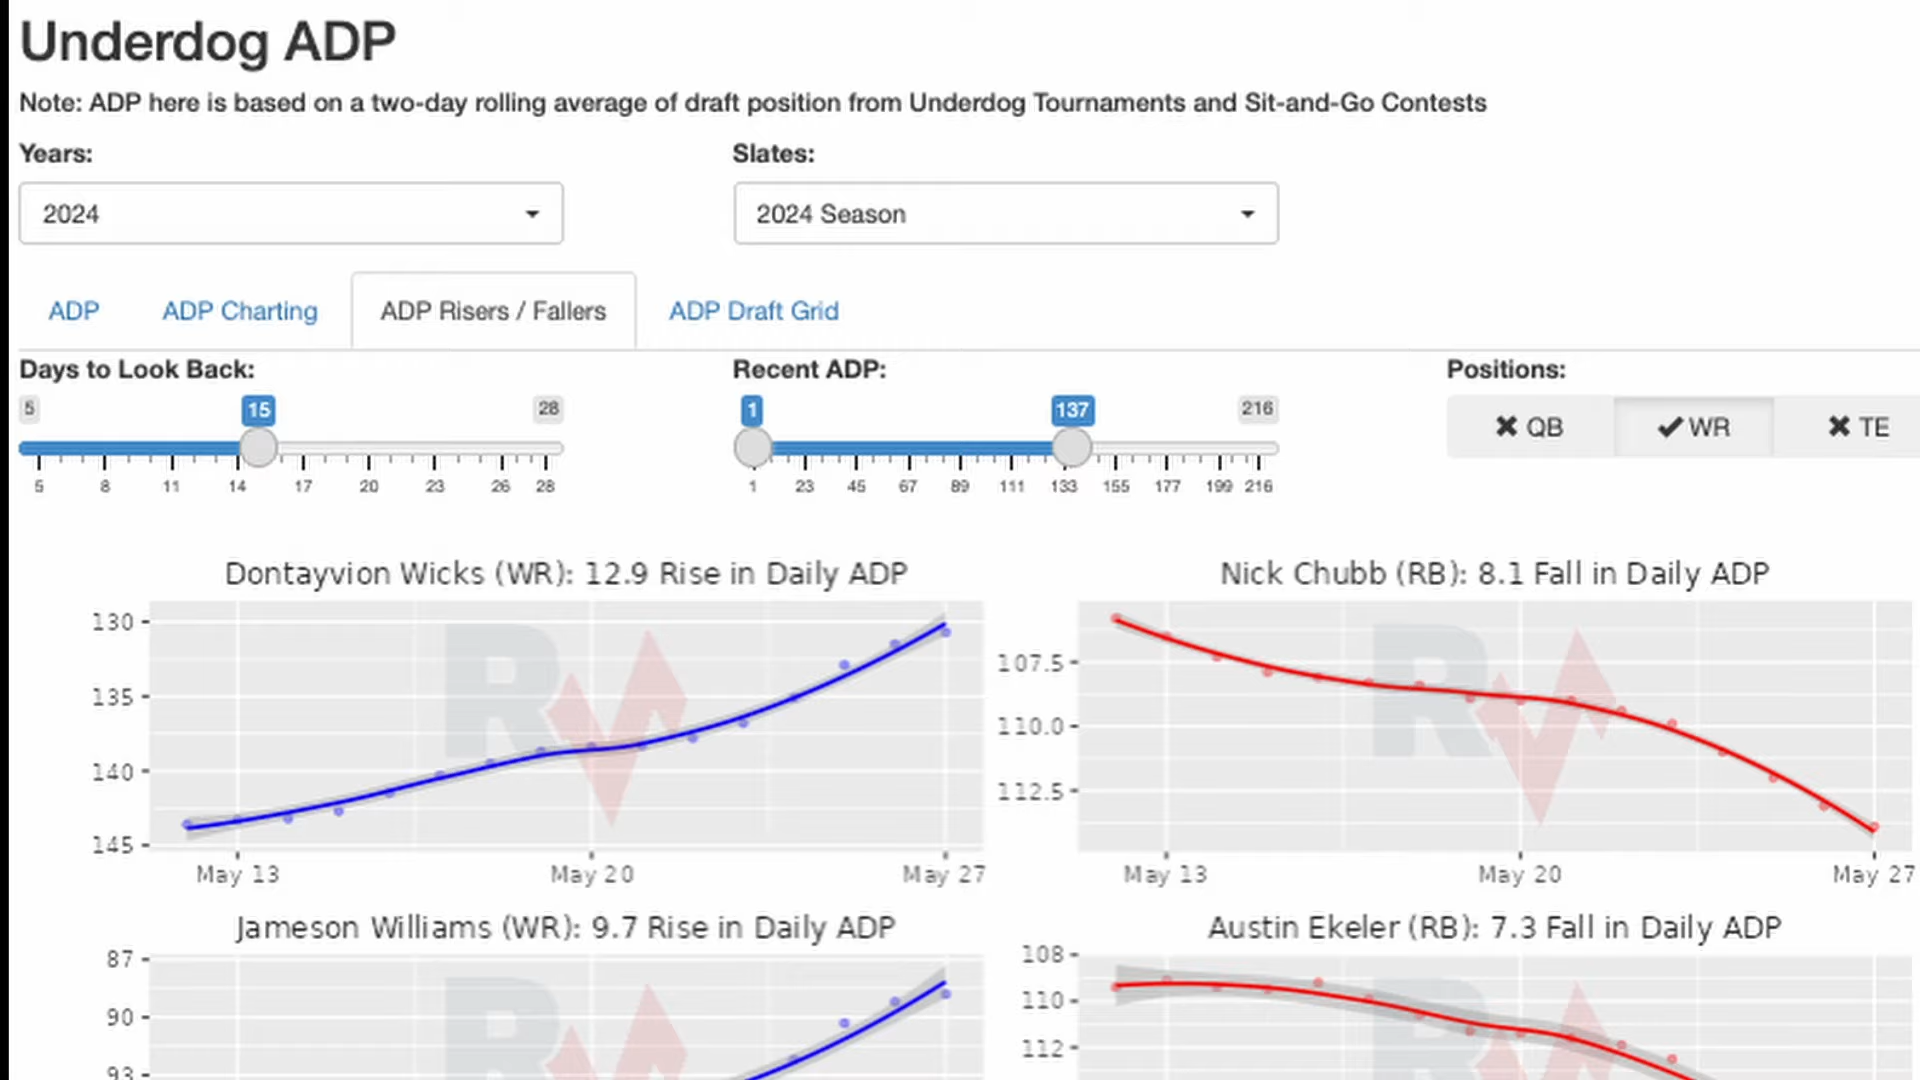 Underdog ADP
Note: ADP here is based on a two-day rolling average of draft position from Underdog Tournaments and Sit-and-Go Contests
Years: Slates:
2024 2024 Season
ADP ADP Charting ADP Risers / Fallers ADP Draft Grid
Days to Look Back: Recent ADP: Positions:
5 15 28 1 137 216
QB WR TE
5 8 11 14 17 20 23 26 28 1 23 45 67 89 111 133 155 177 199 216
Dontayvion Wicks (WR): 12.9 Rise in Daily ADP
130
135
140
145
May 13 May 20 May 27
Nick Chubb (RB): 8.1 Fall in Daily ADP
107.5
110.0
112.5
May 13 May 20 May 27
Jameson Williams (WR): 9.7 Rise in Daily ADP
87
90
93
Austin Ekeler (RB): 7.3 Fall in Daily ADP
108
110
112